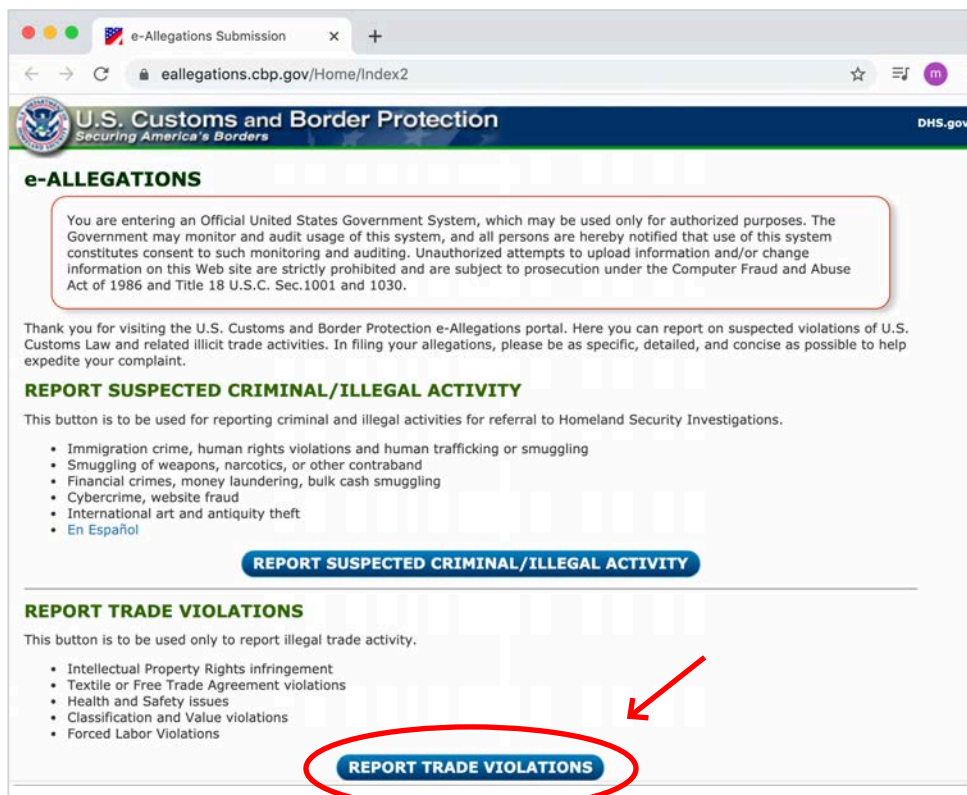 e-Allegations Submission
eallegations.cbp.gov/Home/Index2
m
U.S. Customs and Border Protection
Securing America's Borders
DHS.gov
e-ALLEGATIONS
You are entering an Official United States Government System, which may be used only for authorized purposes. The
Government may monitor and audit usage of this system, and all persons are hereby notified that use of this system
constitutes consent to such monitoring and auditing. Unauthorized attempts to upload information and/or change
information on this Web site are strictly prohibited and are subject to prosecution under the Computer Fraud and Abuse
Act of 1986 and Title 18 U.S.C. Sec.1001 and 1030.
Thank you for visiting the U.S. Customs and Border Protection e-Allegations portal. Here you can report on suspected violations of U.S.
Customs Law and related illicit trade activities. In filing your allegations, please be as specific, detailed, and concise as possible to help
expedite your complaint.
REPORT SUSPECTED CRIMINAL/ILLEGAL ACTIVITY
This button is to be used for reporting criminal and illegal activities for referral to Homeland Security Investigations.
• Immigration crime, human rights violations and human trafficking or smuggling
• Smuggling of weapons, narcotics, or other contraband
• Financial crimes, money laundering, bulk cash smuggling
• Cybercrime, website fraud
• International art and antiquity theft
• En Español
REPORT SUSPECTED CRIMINAL/ILLEGAL ACTIVITY
REPORT TRADE VIOLATIONS
This button is to be used only to report illegal trade activity.
• Intellectual Property Rights infringement
• Textile or Free Trade Agreement violations
• Health and Safety issues
• Classification and Value violations
• Forced Labor Violations
REPORT TRADE VIOLATIONS